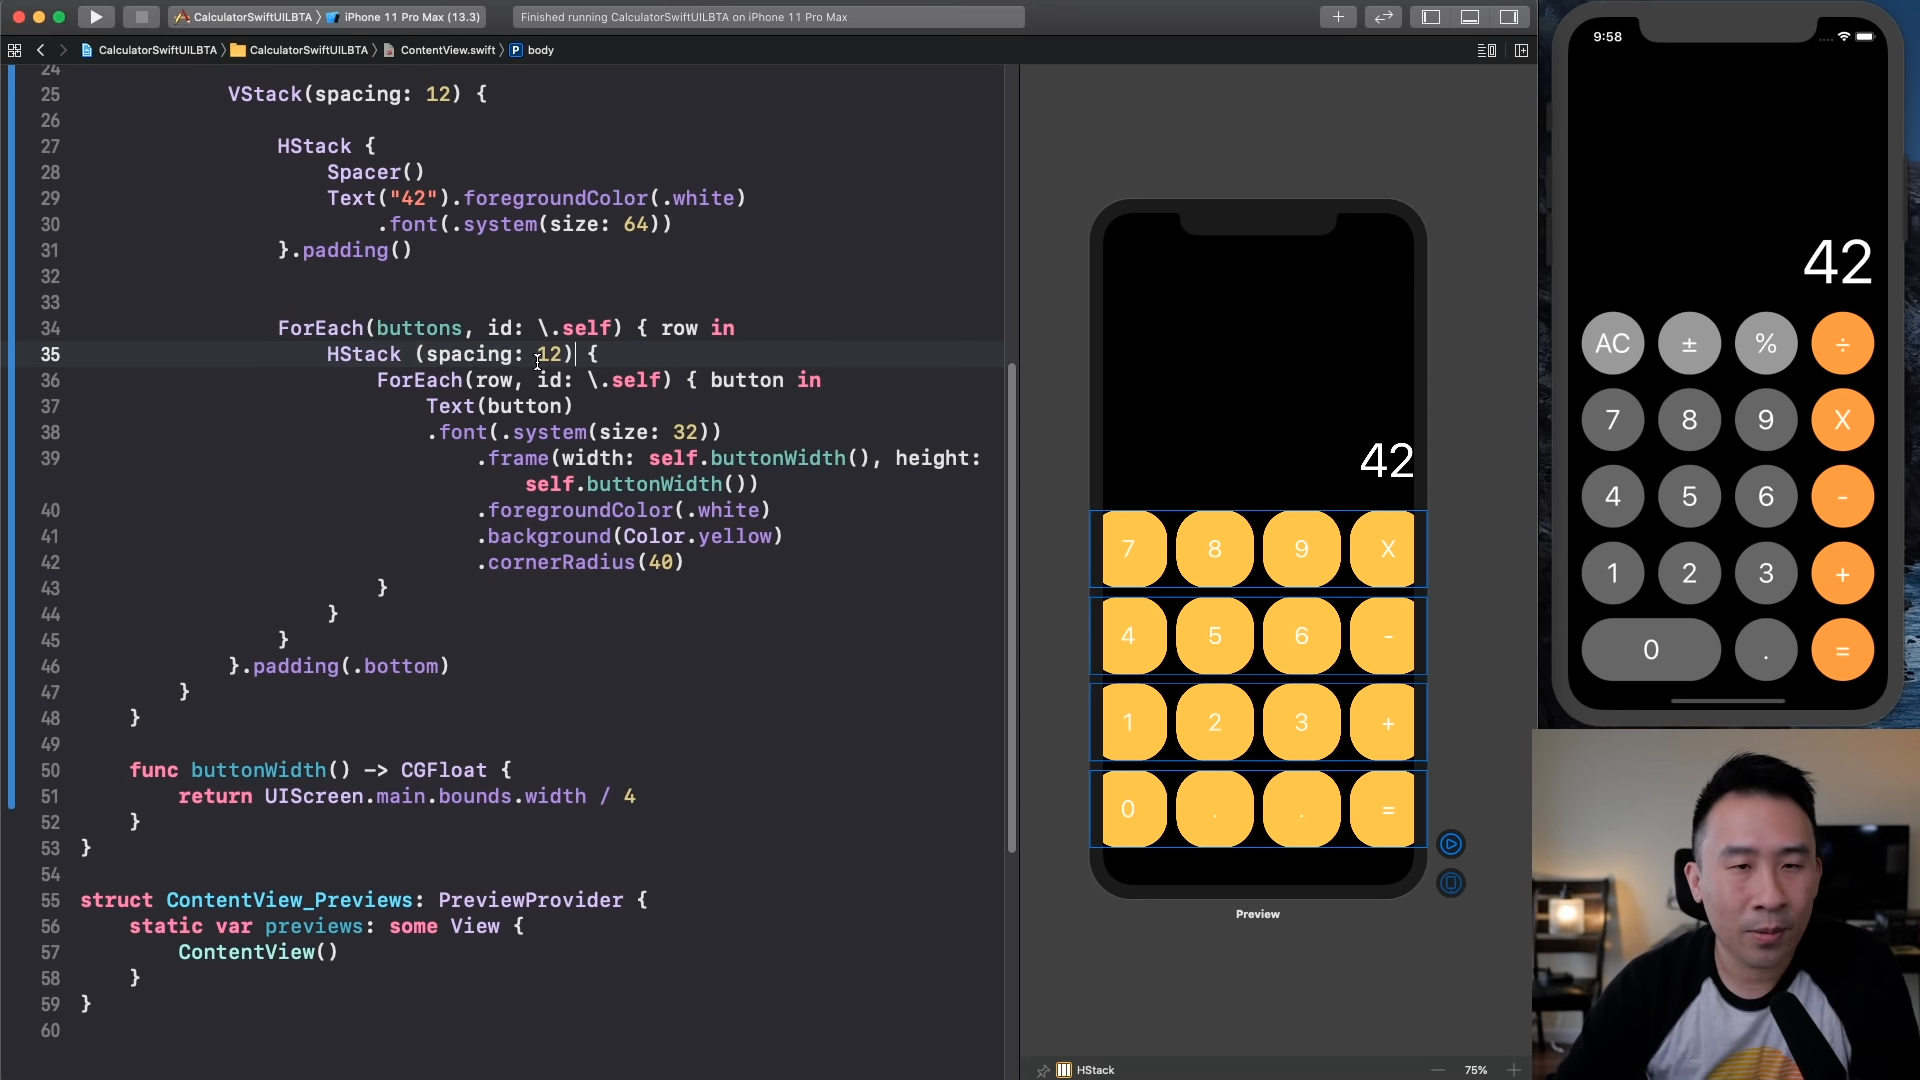 CalculatorSwiftUILBTA 〉 iPhone 11 Pro Max (13.3)
Finished running CalculatorSwiftUILBTA on iPhone 11 Pro Max
CalculatorSwiftUILBTA 〉 CalculatorSwiftUILBTA 〉 ContentView.swift 〉 P body
24
25 VStack(spacing: 12) {
26
27 HStack {
28 Spacer()
29 Text("42").foregroundColor(.white)
30 .font(.system(size: 64))
31 }.padding()
32
33
34 ForEach(buttons, id: \.self) { row in
35 HStack (spacing: 12) {
36 ForEach(row, id: \.self) { button in
37 Text(button)
38 .font(.system(size: 32))
39 .frame(width: self.buttonWidth(), height:
self.buttonWidth())
40 .foregroundColor(.white)
41 .background(Color.yellow)
42 .cornerRadius(40)
43 }
44 }
45 }
46 }.padding(.bottom)
47 }
48 }
49
50 func buttonWidth() -> CGFloat {
51 return UIScreen.main.bounds.width / 4
52 }
53 }
54
55 struct ContentView_Previews: PreviewProvider {
56 static var previews: some View {
57 ContentView()
58 }
59 }
60
42
7 8 9 X
4 5 6 -
1 2 3 +
0 . . =
Preview
HStack
75%
9:58
42
AC ± % ÷
7 8 9 X
4 5 6 -
1 2 3 +
0 . =